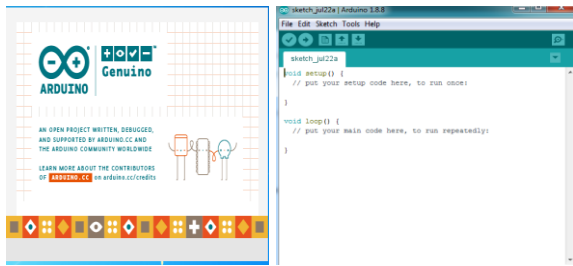 ARDUINO
Genuino
AN OPEN PROJECT WRITTEN, DEBUGGED,
AND SUPPORTED BY ARDUINO.CC AND
THE ARDUINO COMMUNITY WORLDWIDE
LEARN MORE ABOUT THE CONTRIBUTORS
OF ARDUINO.CC on arduino.cc/credits
sketch_jul22a | Arduino 1.8.8
File Edit Sketch Tools Help
sketch_jul22a
void setup() {
// put your setup code here, to run once:
}
void loop() {
// put your main code here, to run repeatedly:
}